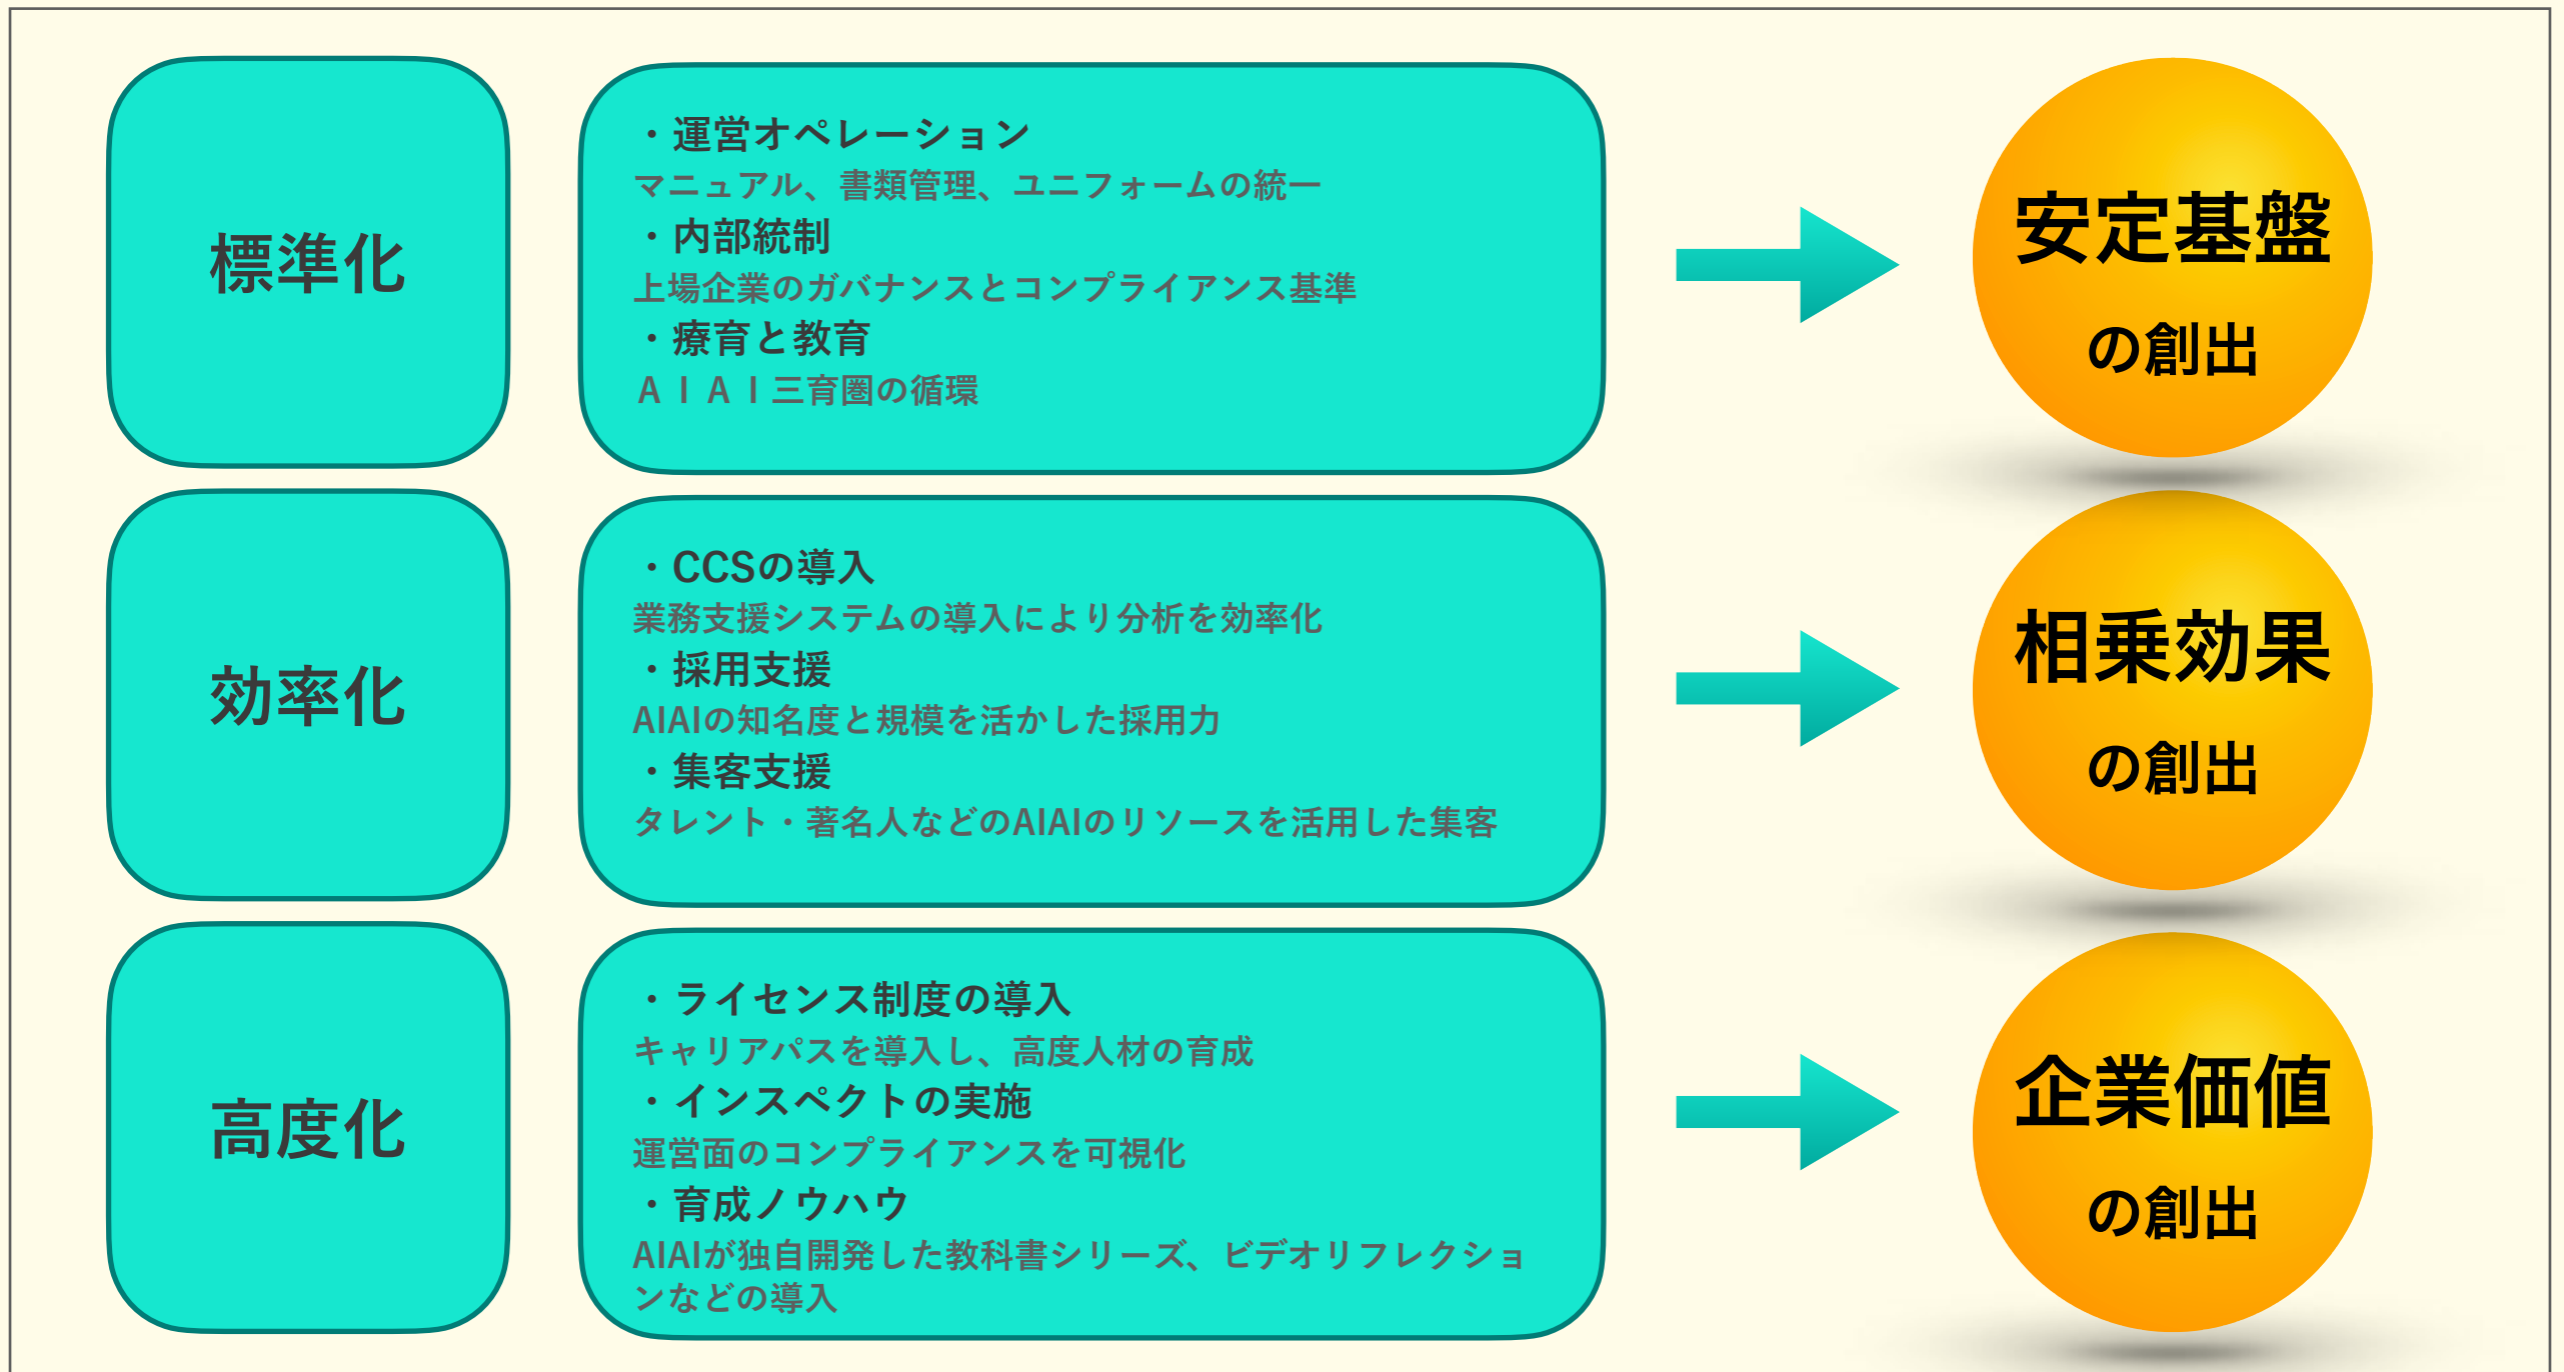 標準化
・運営オペレーション
マニュアル、書類管理、ユニフォームの統一
・内部統制
上場企業のガバナンスとコンプライアンス基準
・療育と教育
ＡＩＡＩ三育圏の循環
安定基盤
の創出
効率化
・CCSの導入
業務支援システムの導入により分析を効率化
・採用支援
AIAIの知名度と規模を活かした採用力
・集客支援
タレント・著名人などのAIAIのリソースを活用した集客
相乗効果
の創出
高度化
・ライセンス制度の導入
キャリアパスを導入し、高度人材の育成
・インスペクトの実施
運営面のコンプライアンスを可視化
・育成ノウハウ
AIAIが独自開発した教科書シリーズ、ビデオリフレクショ
ンなどの導入
企業価値
の創出